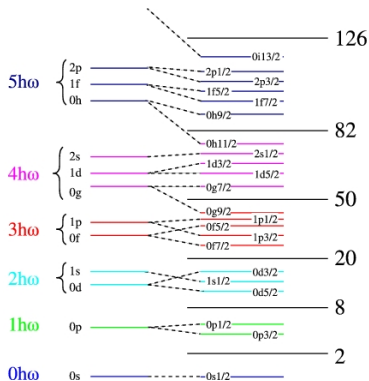 126
0i13/2
2p
2p1/2
5hω
1f
1f5/2
2p3/2
0h
1f7/2
0h9/2
82
0h11/2
2s
2s1/2
4hω
1d
1d3/2
1d5/2
0g
0g7/2
50
0g9/2
1p
1p1/2
3hω
0f5/2
0f
1p3/2
0f7/2
20
1s
0d3/2
2hω
1s1/2
0d
0d5/2
8
1hω
0p
0p1/2
0p3/2
2
0hω
0s
0s1/2